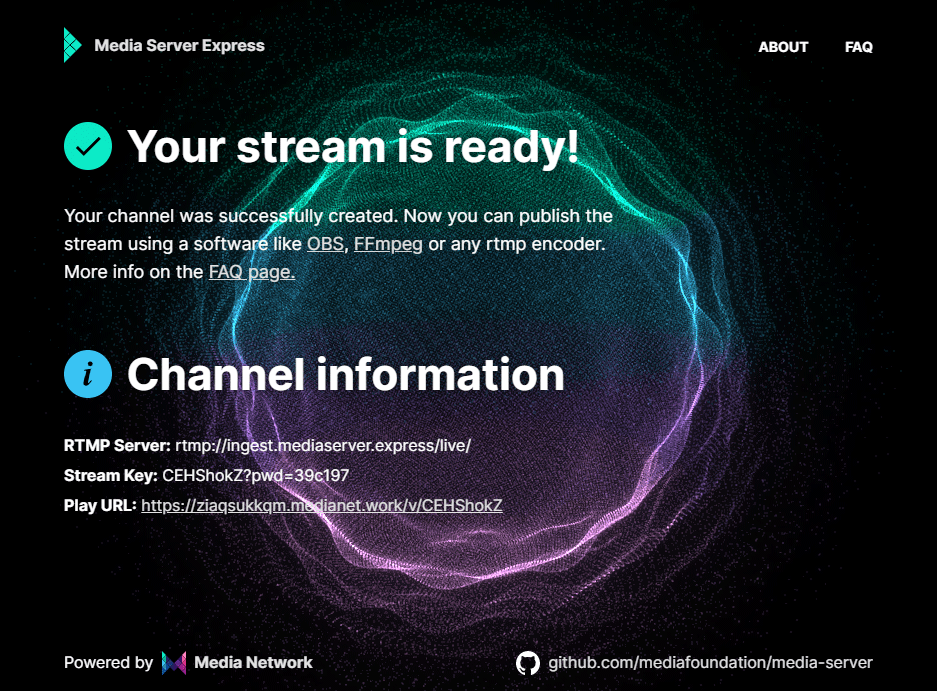 Media Server Express
ABOUT
FAQ
Your stream is ready!
Your channel was successfully created. Now you can publish the
stream using a software like OBS, FFmpeg or any rtmp encoder.
More info on the FAQ page.
i
Channel information
RTMP Server: rtmp://ingest.mediaserver.express/live/
Stream Key: CEHShokZ?pwd=39c197
Play URL: https://ziaqsukkqm.medianet.work/v/CEHShokZ
Powered by Media Network
github.com/mediafoundation/media-server